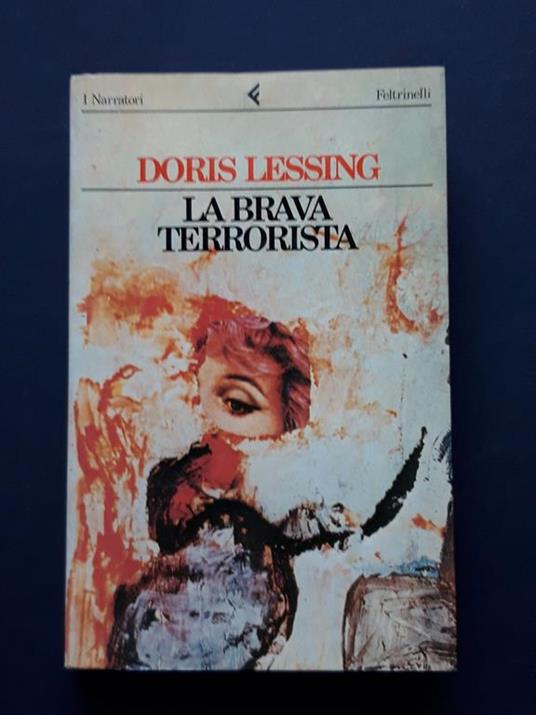 I Narratori Feltrinelli
DORIS LESSING
LA BRAVA
TERRORISTA